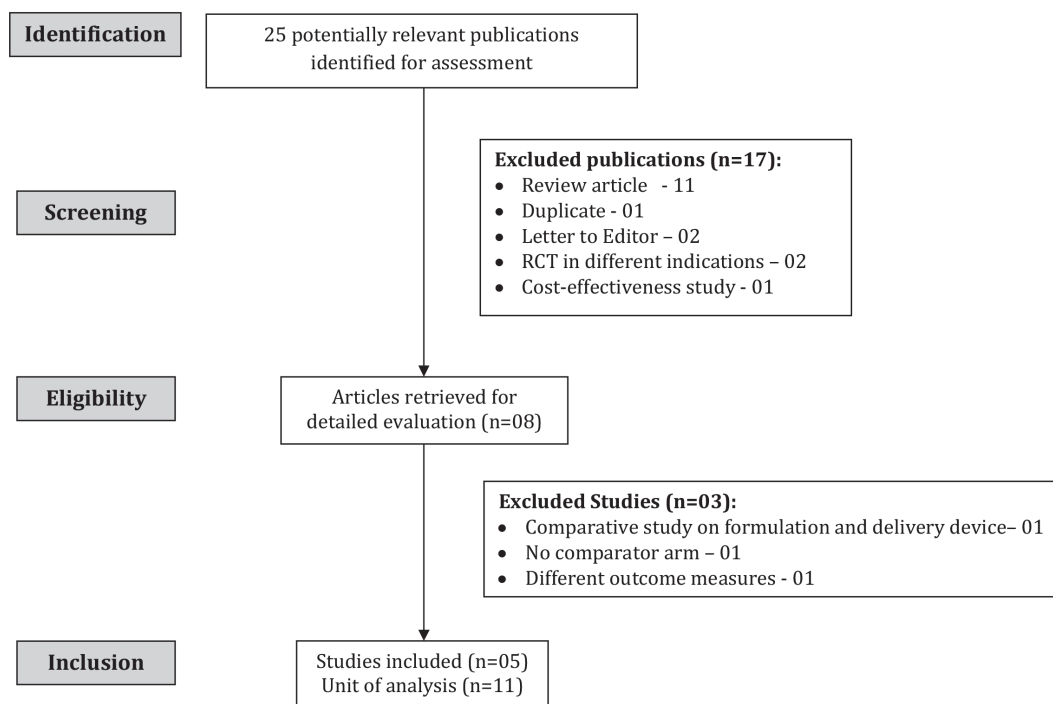 Identification
25 potentially relevant publications
identified for assessment
Screening
Excluded publications (n=17):
• Review article - 11
• Duplicate - 01
• Letter to Editor – 02
• RCT in different indications – 02
• Cost-effectiveness study - 01
Eligibility
Articles retrieved for
detailed evaluation (n=08)
Excluded Studies (n=03):
• Comparative study on formulation and delivery device– 01
• No comparator arm – 01
• Different outcome measures - 01
Inclusion
Studies included (n=05)
Unit of analysis (n=11)